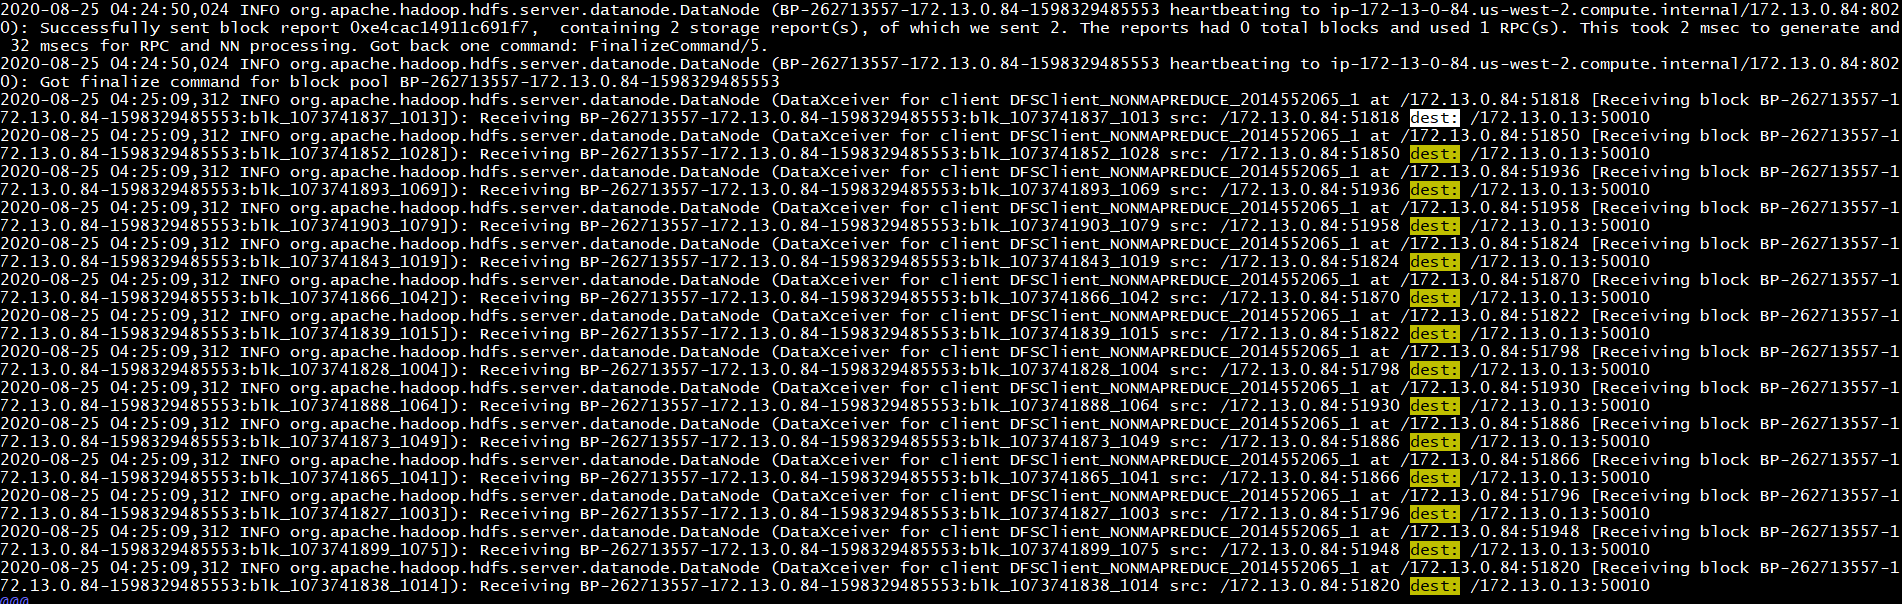 2020-08-25 04:24:50,024 INFO org.apache.hadoop.hdfs.server.datanode.DataNode (BP-262713557-172.13.0.84-1598329485553 heartbeating to ip-172-13-0-84.us-west-2.compute.internal/172.13.0.84:802
0): Successfully sent block report 0xe4cac14911c691f7,  containing 2 storage report(s), of which we sent 2. The reports had 0 total blocks and used 1 RPC(s). This took 2 msec to generate and
 32 msecs for RPC and NN processing. Got back one command: FinalizeCommand/5.
2020-08-25 04:24:50,024 INFO org.apache.hadoop.hdfs.server.datanode.DataNode (BP-262713557-172.13.0.84-1598329485553 heartbeating to ip-172-13-0-84.us-west-2.compute.internal/172.13.0.84:802
0): Got finalize command for block pool BP-262713557-172.13.0.84-1598329485553
2020-08-25 04:25:09,312 INFO org.apache.hadoop.hdfs.server.datanode.DataNode (DataXceiver for client DFSClient_NONMAPREDUCE_2014552065_1 at /172.13.0.84:51818 [Receiving block BP-262713557-1
72.13.0.84-1598329485553:blk_1073741837_1013]): Receiving BP-262713557-172.13.0.84-1598329485553:blk_1073741837_1013 src: /172.13.0.84:51818 dest: /172.13.0.13:50010
2020-08-25 04:25:09,312 INFO org.apache.hadoop.hdfs.server.datanode.DataNode (DataXceiver for client DFSClient_NONMAPREDUCE_2014552065_1 at /172.13.0.84:51850 [Receiving block BP-262713557-1
72.13.0.84-1598329485553:blk_1073741852_1028]): Receiving BP-262713557-172.13.0.84-1598329485553:blk_1073741852_1028 src: /172.13.0.84:51850 dest: /172.13.0.13:50010
2020-08-25 04:25:09,312 INFO org.apache.hadoop.hdfs.server.datanode.DataNode (DataXceiver for client DFSClient_NONMAPREDUCE_2014552065_1 at /172.13.0.84:51936 [Receiving block BP-262713557-1
72.13.0.84-1598329485553:blk_1073741893_1069]): Receiving BP-262713557-172.13.0.84-1598329485553:blk_1073741893_1069 src: /172.13.0.84:51936 dest: /172.13.0.13:50010
2020-08-25 04:25:09,312 INFO org.apache.hadoop.hdfs.server.datanode.DataNode (DataXceiver for client DFSClient_NONMAPREDUCE_2014552065_1 at /172.13.0.84:51958 [Receiving block BP-262713557-1
72.13.0.84-1598329485553:blk_1073741903_1079]): Receiving BP-262713557-172.13.0.84-1598329485553:blk_1073741903_1079 src: /172.13.0.84:51958 dest: /172.13.0.13:50010
2020-08-25 04:25:09,312 INFO org.apache.hadoop.hdfs.server.datanode.DataNode (DataXceiver for client DFSClient_NONMAPREDUCE_2014552065_1 at /172.13.0.84:51824 [Receiving block BP-262713557-1
72.13.0.84-1598329485553:blk_1073741843_1019]): Receiving BP-262713557-172.13.0.84-1598329485553:blk_1073741843_1019 src: /172.13.0.84:51824 dest: /172.13.0.13:50010
2020-08-25 04:25:09,312 INFO org.apache.hadoop.hdfs.server.datanode.DataNode (DataXceiver for client DFSClient_NONMAPREDUCE_2014552065_1 at /172.13.0.84:51870 [Receiving block BP-262713557-1
72.13.0.84-1598329485553:blk_1073741866_1042]): Receiving BP-262713557-172.13.0.84-1598329485553:blk_1073741866_1042 src: /172.13.0.84:51870 dest: /172.13.0.13:50010
2020-08-25 04:25:09,312 INFO org.apache.hadoop.hdfs.server.datanode.DataNode (DataXceiver for client DFSClient_NONMAPREDUCE_2014552065_1 at /172.13.0.84:51822 [Receiving block BP-262713557-1
72.13.0.84-1598329485553:blk_1073741839_1015]): Receiving BP-262713557-172.13.0.84-1598329485553:blk_1073741839_1015 src: /172.13.0.84:51822 dest: /172.13.0.13:50010
2020-08-25 04:25:09,312 INFO org.apache.hadoop.hdfs.server.datanode.DataNode (DataXceiver for client DFSClient_NONMAPREDUCE_2014552065_1 at /172.13.0.84:51798 [Receiving block BP-262713557-1
72.13.0.84-1598329485553:blk_1073741828_1004]): Receiving BP-262713557-172.13.0.84-1598329485553:blk_1073741828_1004 src: /172.13.0.84:51798 dest: /172.13.0.13:50010
2020-08-25 04:25:09,312 INFO org.apache.hadoop.hdfs.server.datanode.DataNode (DataXceiver for client DFSClient_NONMAPREDUCE_2014552065_1 at /172.13.0.84:51930 [Receiving block BP-262713557-1
72.13.0.84-1598329485553:blk_1073741888_1064]): Receiving BP-262713557-172.13.0.84-1598329485553:blk_1073741888_1064 src: /172.13.0.84:51930 dest: /172.13.0.13:50010
2020-08-25 04:25:09,312 INFO org.apache.hadoop.hdfs.server.datanode.DataNode (DataXceiver for client DFSClient_NONMAPREDUCE_2014552065_1 at /172.13.0.84:51886 [Receiving block BP-262713557-1
72.13.0.84-1598329485553:blk_1073741873_1049]): Receiving BP-262713557-172.13.0.84-1598329485553:blk_1073741873_1049 src: /172.13.0.84:51886 dest: /172.13.0.13:50010
2020-08-25 04:25:09,312 INFO org.apache.hadoop.hdfs.server.datanode.DataNode (DataXceiver for client DFSClient_NONMAPREDUCE_2014552065_1 at /172.13.0.84:51866 [Receiving block BP-262713557-1
72.13.0.84-1598329485553:blk_1073741865_1041]): Receiving BP-262713557-172.13.0.84-1598329485553:blk_1073741865_1041 src: /172.13.0.84:51866 dest: /172.13.0.13:50010
2020-08-25 04:25:09,312 INFO org.apache.hadoop.hdfs.server.datanode.DataNode (DataXceiver for client DFSClient_NONMAPREDUCE_2014552065_1 at /172.13.0.84:51796 [Receiving block BP-262713557-1
72.13.0.84-1598329485553:blk_1073741827_1003]): Receiving BP-262713557-172.13.0.84-1598329485553:blk_1073741827_1003 src: /172.13.0.84:51796 dest: /172.13.0.13:50010
2020-08-25 04:25:09,312 INFO org.apache.hadoop.hdfs.server.datanode.DataNode (DataXceiver for client DFSClient_NONMAPREDUCE_2014552065_1 at /172.13.0.84:51948 [Receiving block BP-262713557-1
72.13.0.84-1598329485553:blk_1073741899_1075]): Receiving BP-262713557-172.13.0.84-1598329485553:blk_1073741899_1075 src: /172.13.0.84:51948 dest: /172.13.0.13:50010
2020-08-25 04:25:09,312 INFO org.apache.hadoop.hdfs.server.datanode.DataNode (DataXceiver for client DFSClient_NONMAPREDUCE_2014552065_1 at /172.13.0.84:51820 [Receiving block BP-262713557-1
72.13.0.84-1598329485553:blk_1073741838_1014]): Receiving BP-262713557-172.13.0.84-1598329485553:blk_1073741838_1014 src: /172.13.0.84:51820 dest: /172.13.0.13:50010
@@@